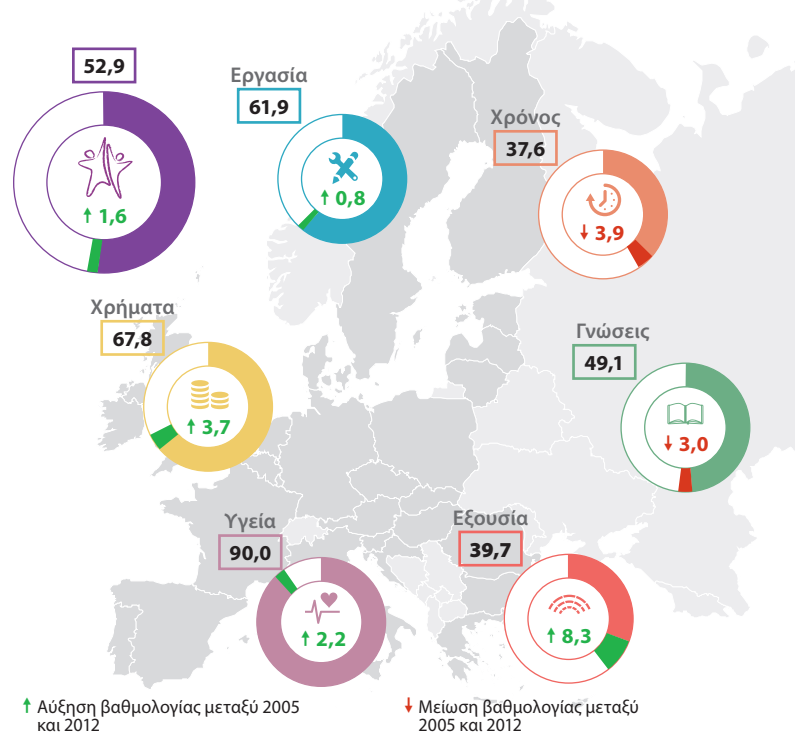 52,9
↑ 1,6
Εργασία
61,9
↑ 0,8
Χρόνος
37,6
↓ 3,9
Χρήματα
67,8
↑ 3,7
Γνώσεις
49,1
↓ 3,0
Υγεία
90,0
↑ 2,2
Εξουσία
39,7
↑ 8,3
↑ Αύξηση βαθμολογίας μεταξύ 2005
και 2012
↓ Μείωση βαθμολογίας μεταξύ
2005 και 2012